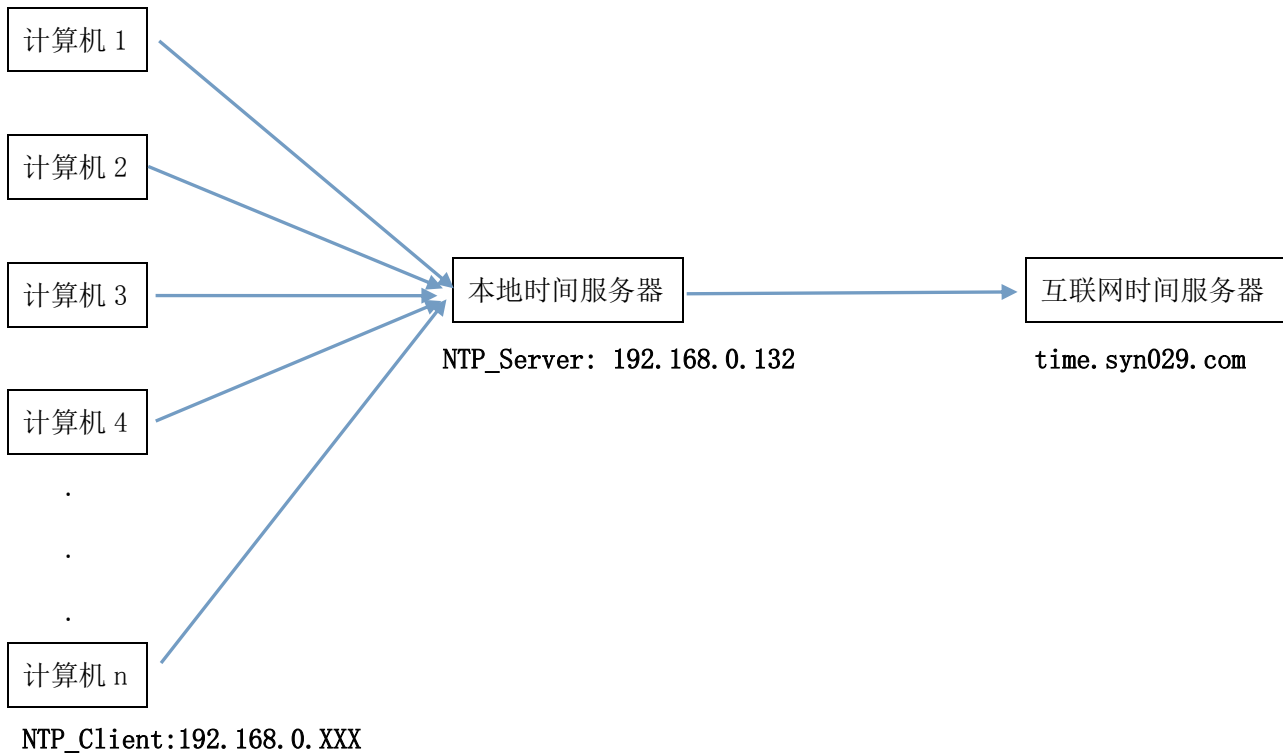 计算机 1
计算机 2
计算机 3
计算机 4
.
.
.
计算机 n
NTP_Client:192.168.0.XXX
本地时间服务器
NTP_Server: 192.168.0.132
互联网时间服务器
time.syn029.com